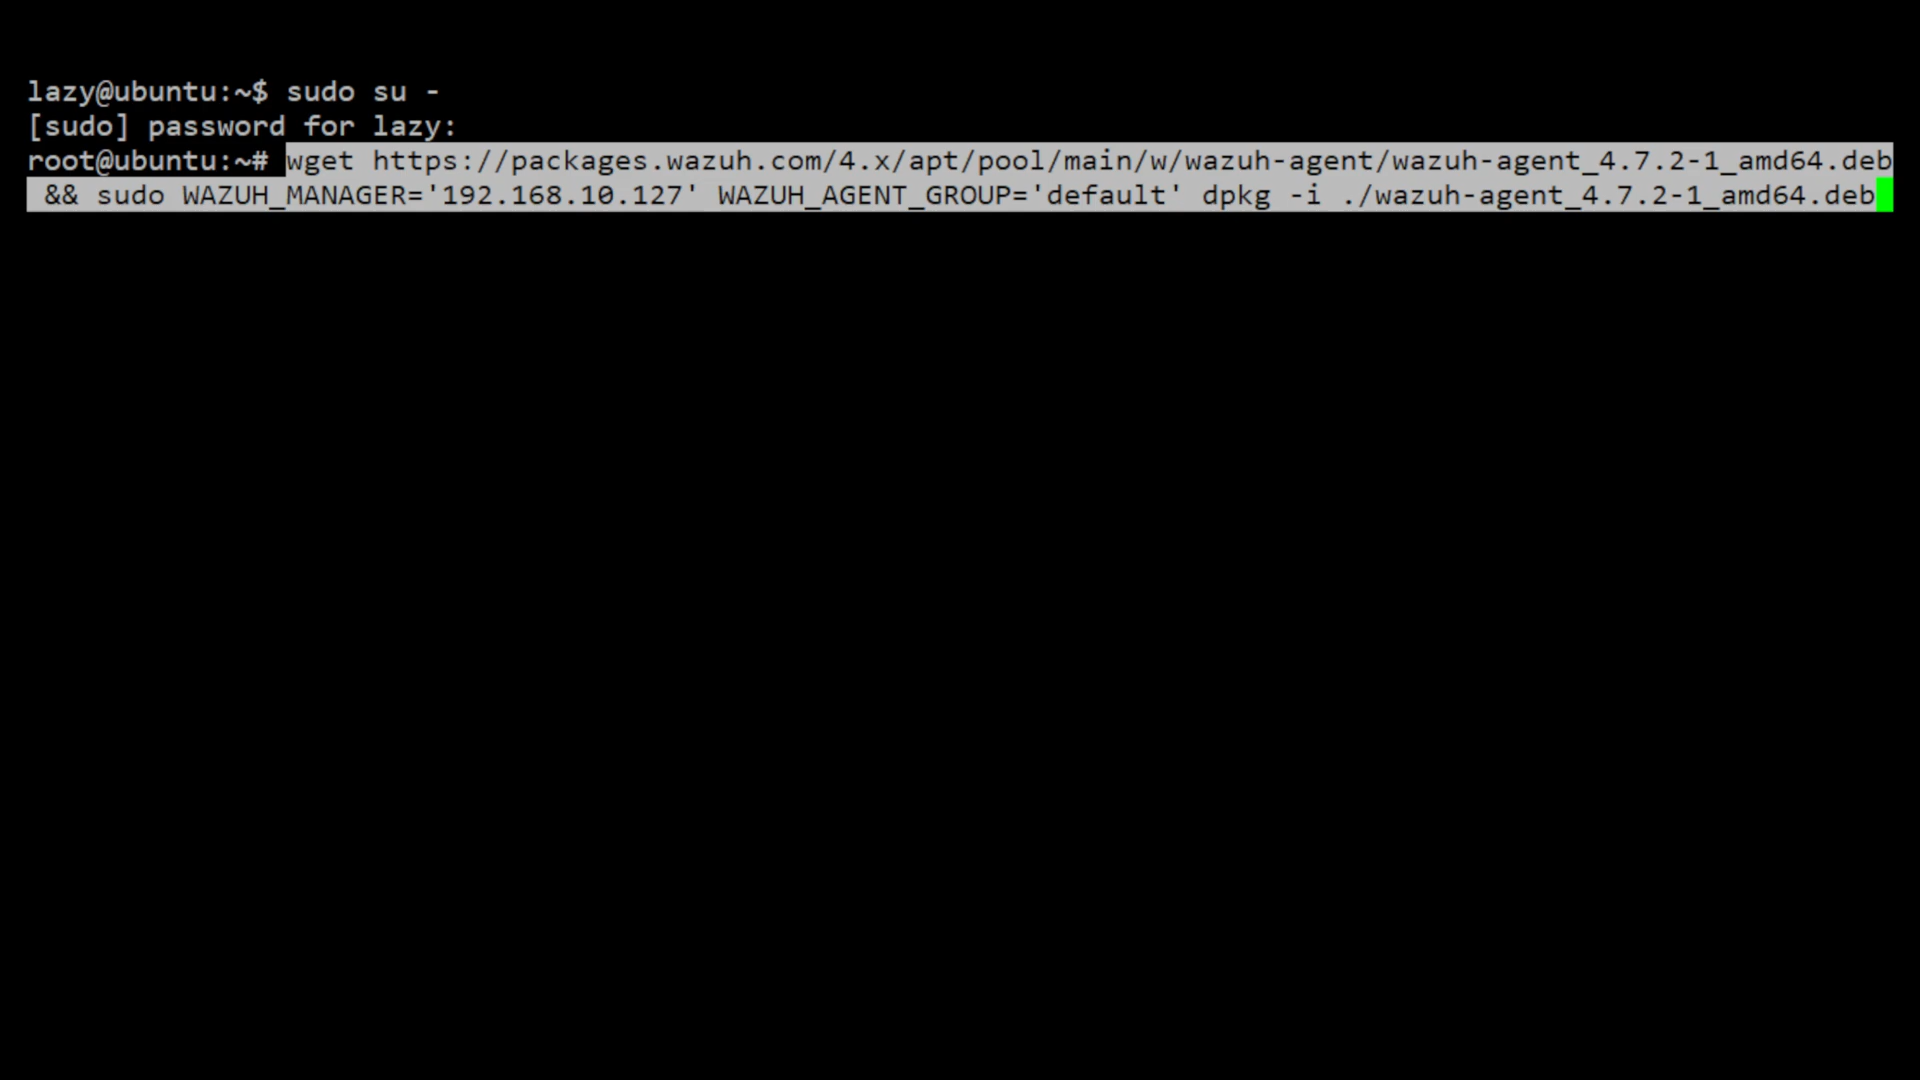 lazy@ubuntu:~$ sudo su -
[sudo] password for lazy:
root@ubuntu:~# wget https://packages.wazuh.com/4.x/apt/pool/main/w/wazuh-agent/wazuh-agent_4.7.2-1_amd64.deb
 && sudo WAZUH_MANAGER='192.168.10.127' WAZUH_AGENT_GROUP='default' dpkg -i ./wazuh-agent_4.7.2-1_amd64.deb